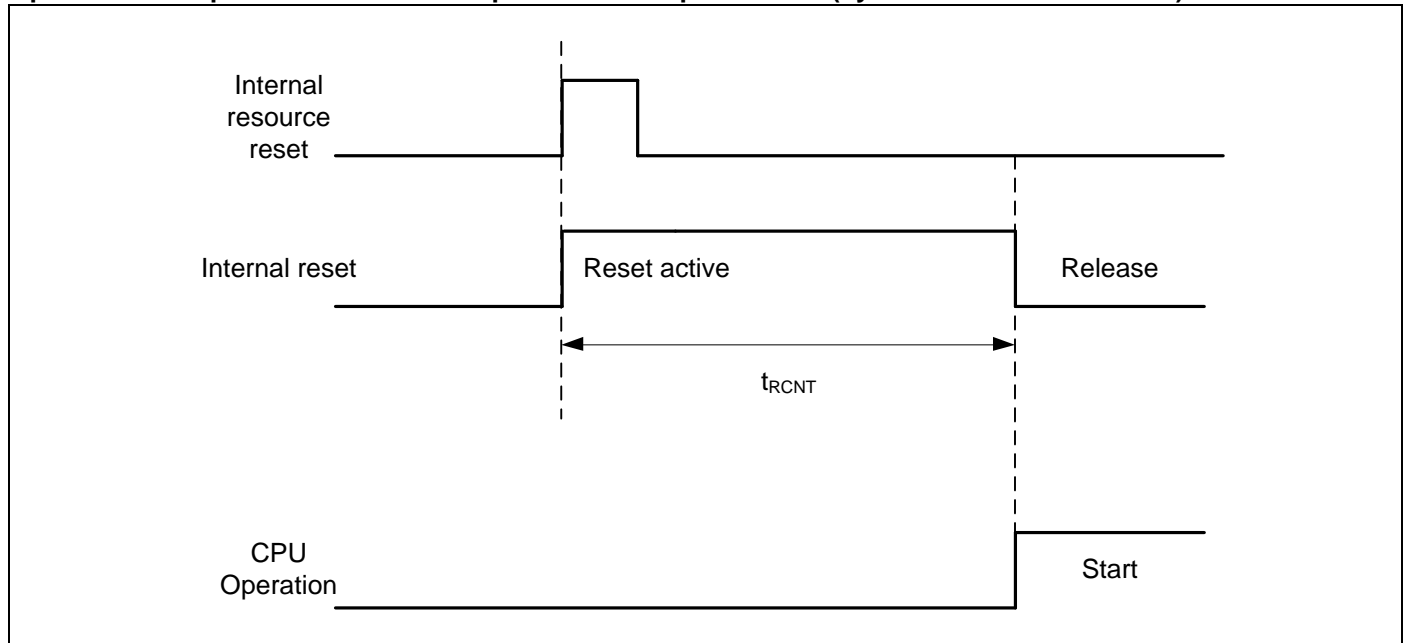 Internal
resource
reset
Internal reset
Reset active
Release
tRCNT
CPU
Operation
Start